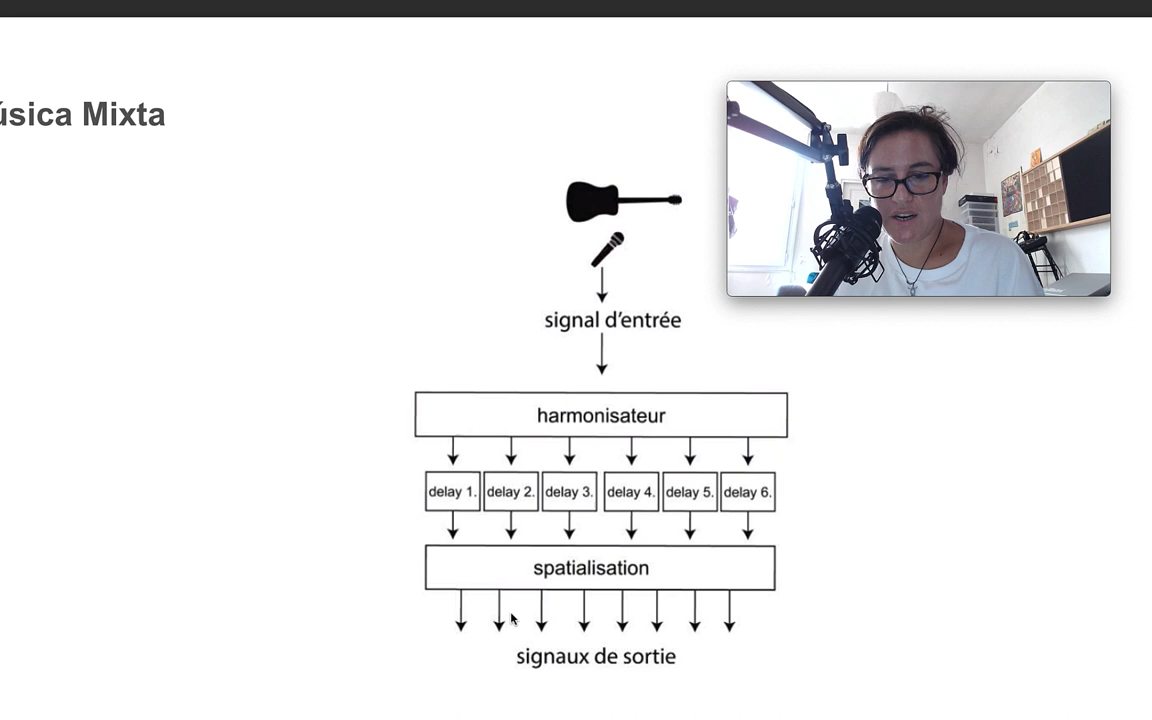 úsica Mixta
signal d'entrée
harmonisateur
delay 1. delay 2. delay 3. delay 4. delay 5. delay 6.
spatialisation
signaux de sortie